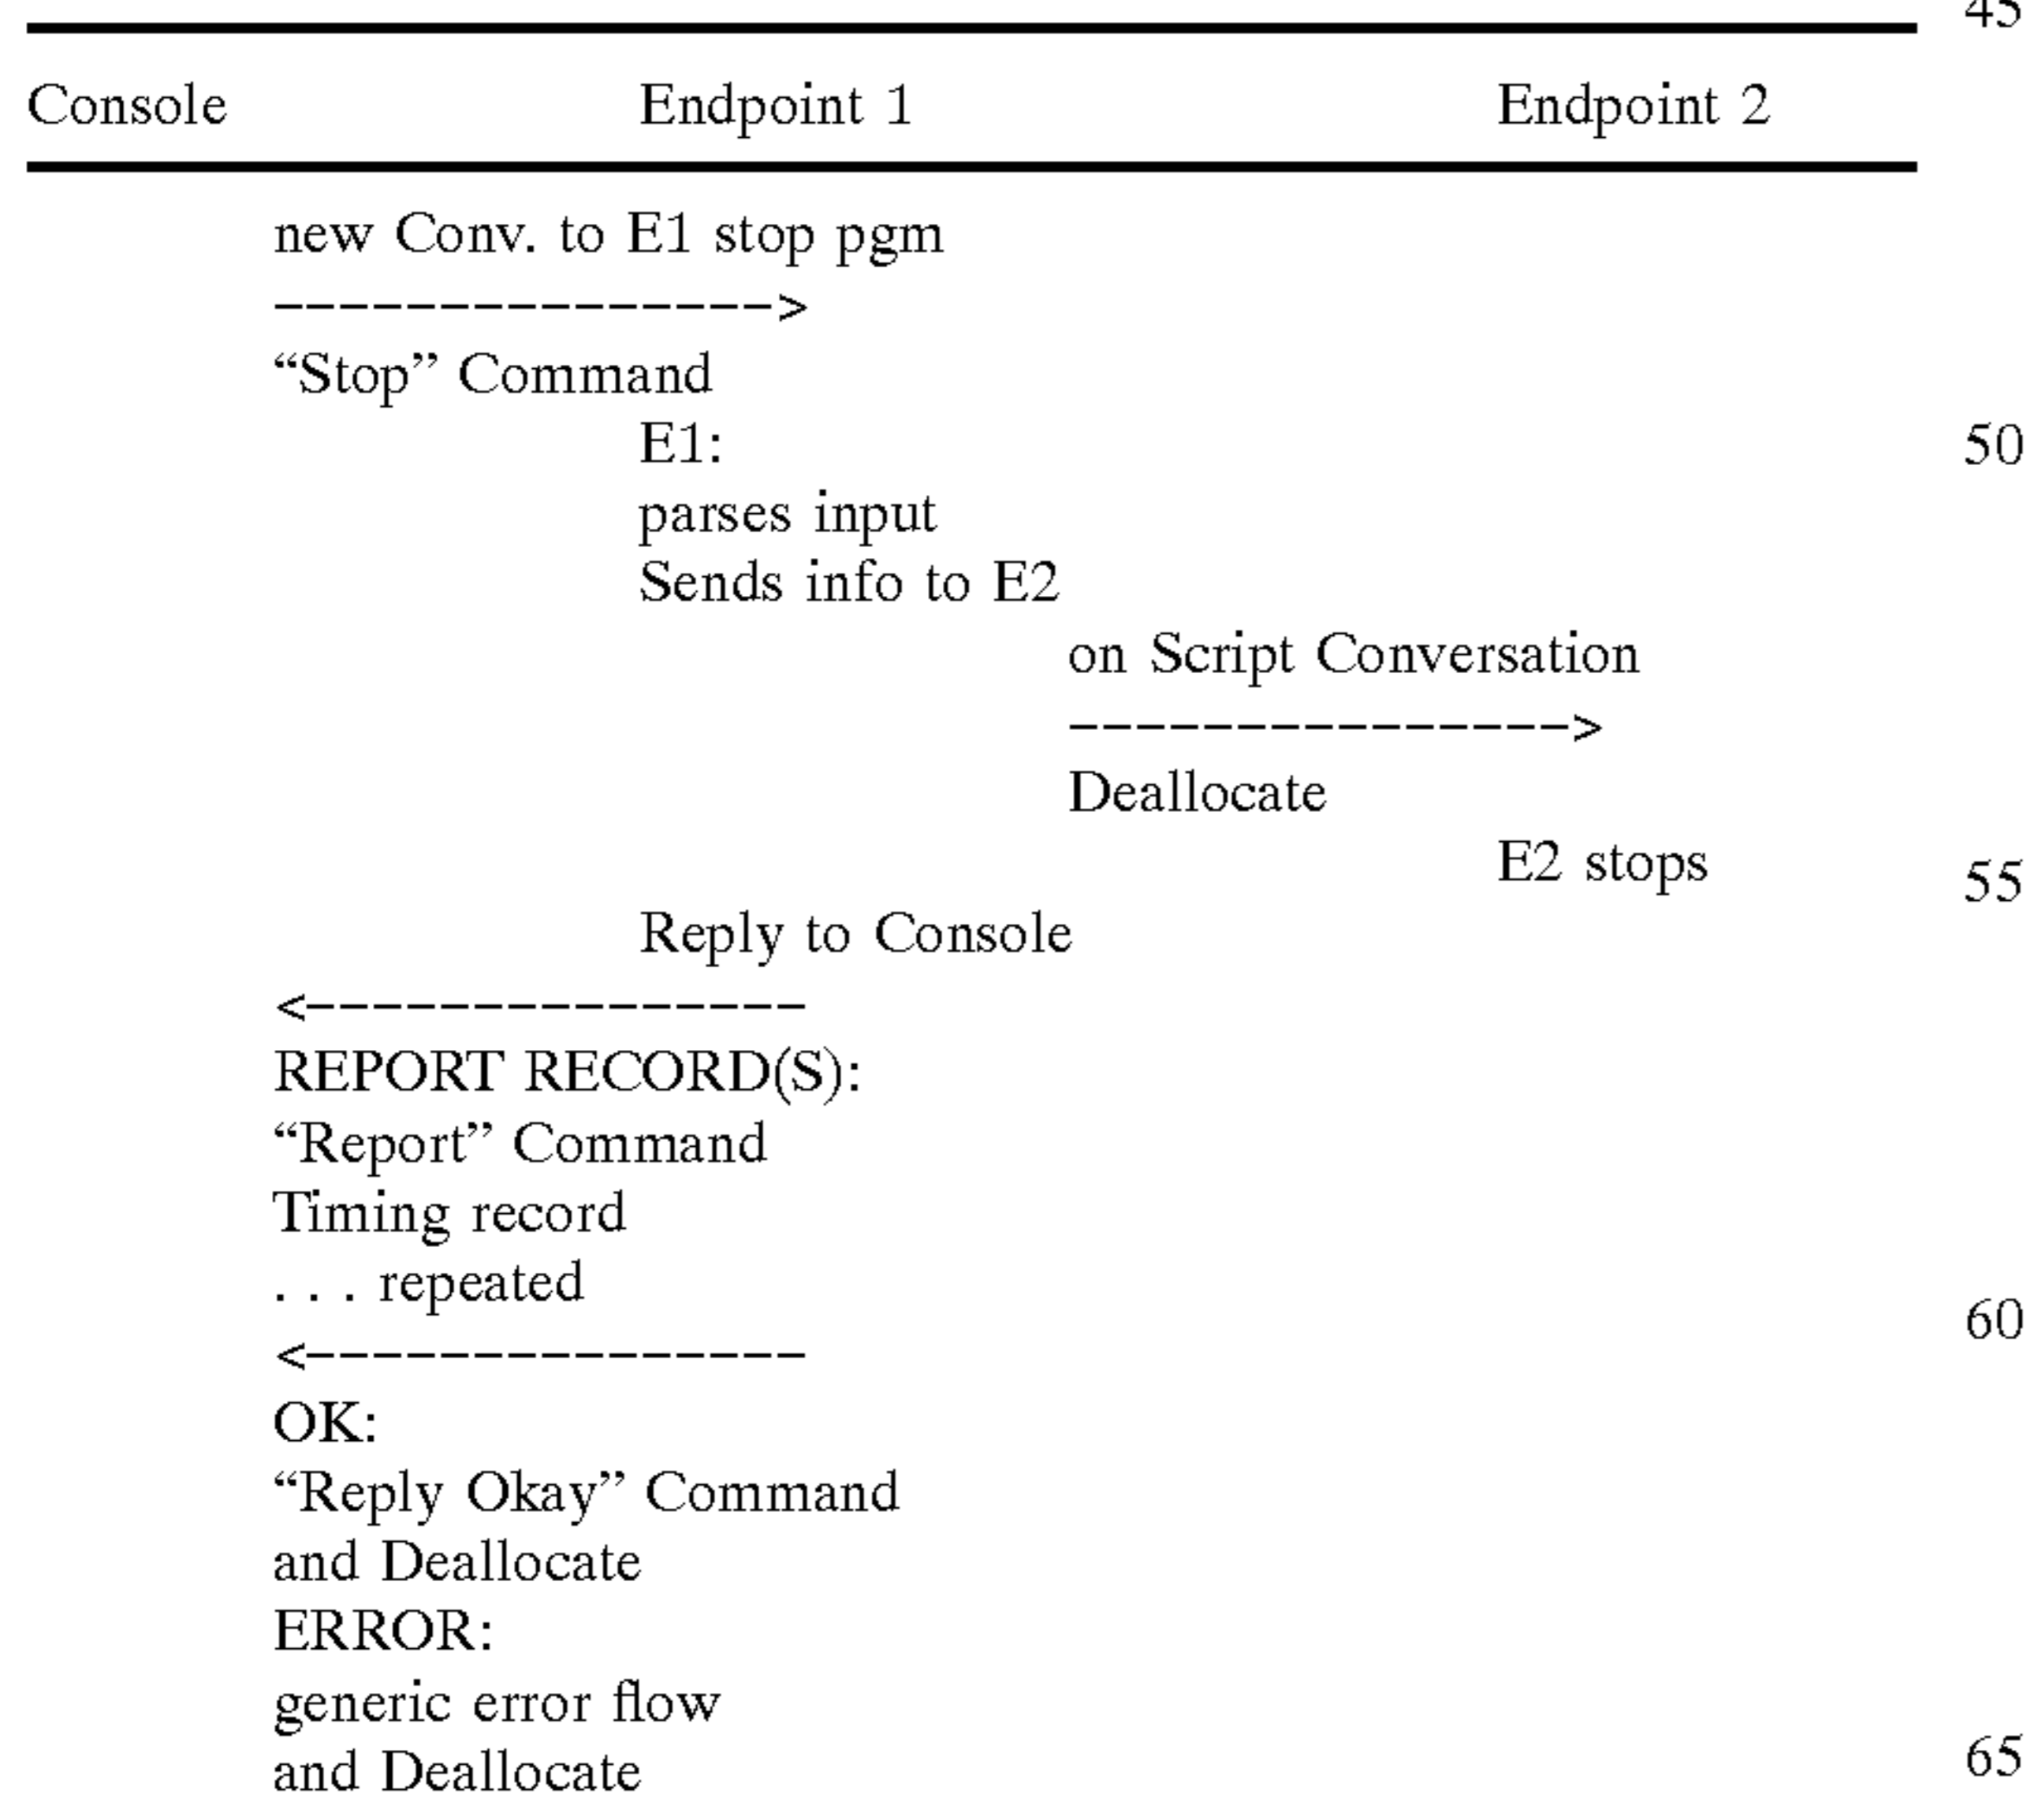 45
Console Endpoint 1 Endpoint 2
new Conv. to E1 stop pgm
--------------->
“Stop” Command
E1: 50
parses input
Sends info to E2
on Script Conversation
--------------->
Deallocate
E2 stops 55
Reply to Console
<---------------
REPORT RECORD(S):
“Report” Command
Timing record
. . . repeated 60
<---------------
OK:
“Reply Okay” Command
and Deallocate
ERROR:
generic error flow
and Deallocate 65